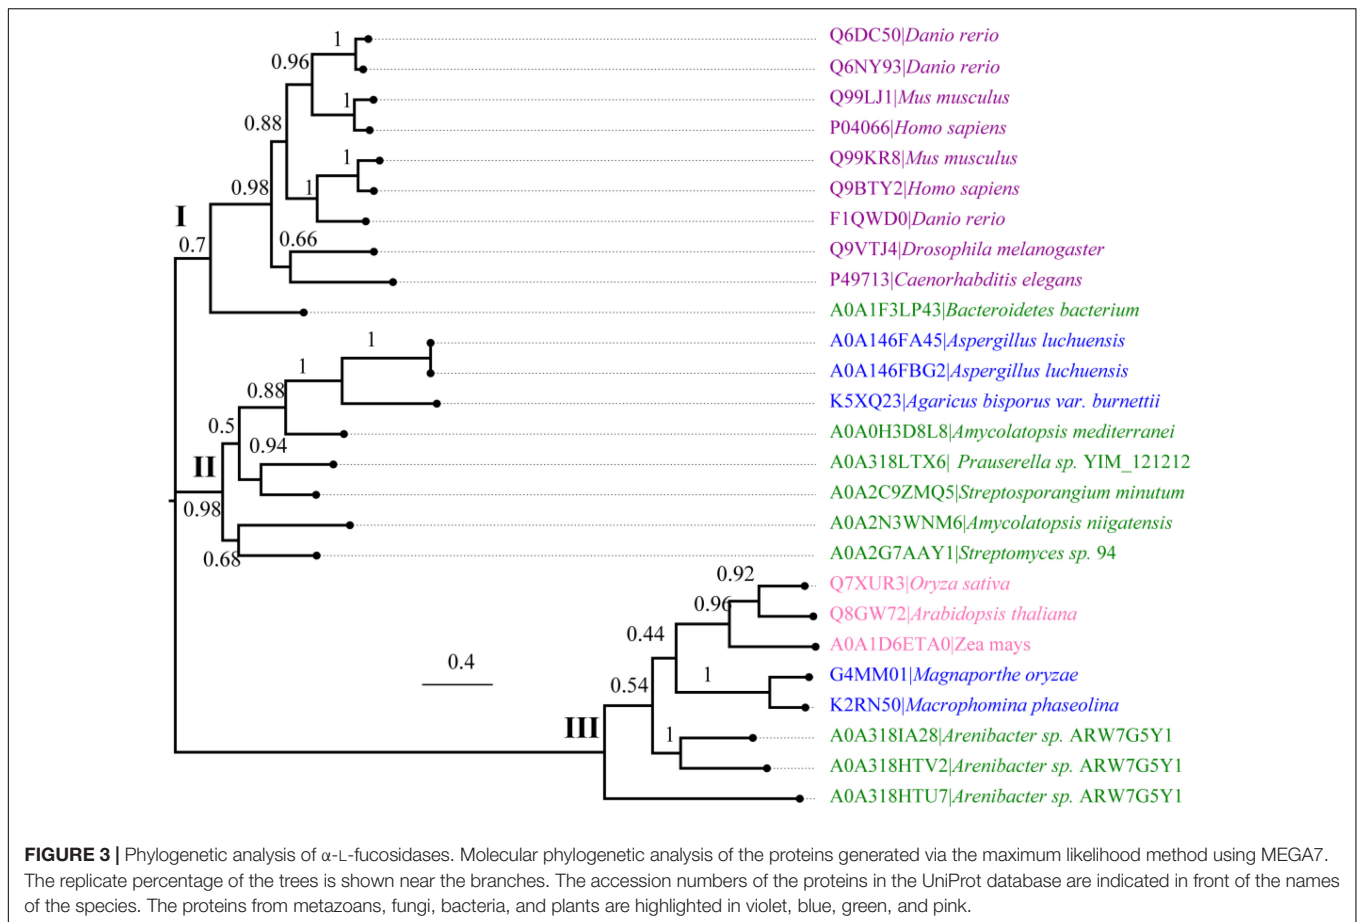 1
Q6DC50|Danio rerio
0.96
Q6NY93|Danio rerio
1
Q99LJ1|Mus musculus
0.88
P04066|Homo sapiens
1
Q99KR8|Mus musculus
0.98
1
Q9BTY2|Homo sapiens
I
F1QWD0|Danio rerio
0.7
0.66
Q9VTJ4|Drosophila melanogaster
P49713|Caenorhabditis elegans
A0A1F3LP43|Bacteroidetes bacterium
1
A0A146FA45|Aspergillus luchuensis
1
A0A146FBG2|Aspergillus luchuensis
0.88
K5XQ23|Agaricus bisporus var. burnettii
0.5
0.94
A0A0H3D8L8|Amycolatopsis mediterranei
II
A0A318LTX6| Prauserella sp. YIM_121212
0.98
A0A2C9ZMQ5|Streptosporangium minutum
A0A2N3WNM6|Amycolatopsis niigatensis
0.68
A0A2G7AAY1|Streptomyces sp. 94
0.92
Q7XUR3|Oryza sativa
0.96
Q8GW72|Arabidopsis thaliana
0.44
A0A1D6ETA0|Zea mays
0.4
1
G4MM01|Magnaporthe oryzae
0.54
K2RN50|Macrophomina phaseolina
III
1
A0A318IA28|Arenibacter sp. ARW7G5Y1
A0A318HTV2|Arenibacter sp. ARW7G5Y1
A0A318HTU7|Arenibacter sp. ARW7G5Y1
FIGURE 3 | Phylogenetic analysis of α-L-fucosidases. Molecular phylogenetic analysis of the proteins generated via the maximum likelihood method using MEGA7.
The replicate percentage of the trees is shown near the branches. The accession numbers of the proteins in the UniProt database are indicated in front of the names
of the species. The proteins from metazoans, fungi, bacteria, and plants are highlighted in violet, blue, green, and pink.